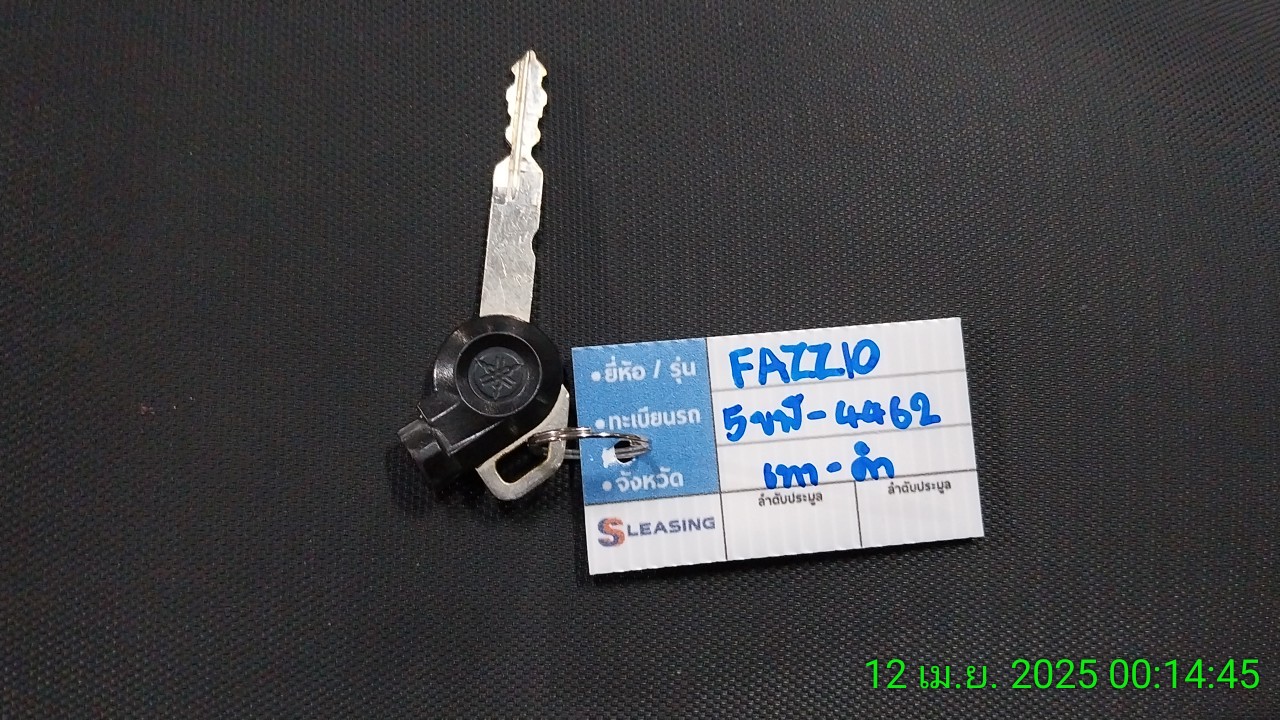 •ยี่ห้อ / รุ่น FAZZIO
•ทะเบียนรถ 5ขฬ-4462
•จังหวัด เทา-ดำ
ลำดับประมูล ลำดับประมูล
SLEASING
12 เม.ย. 2025 00:14:45